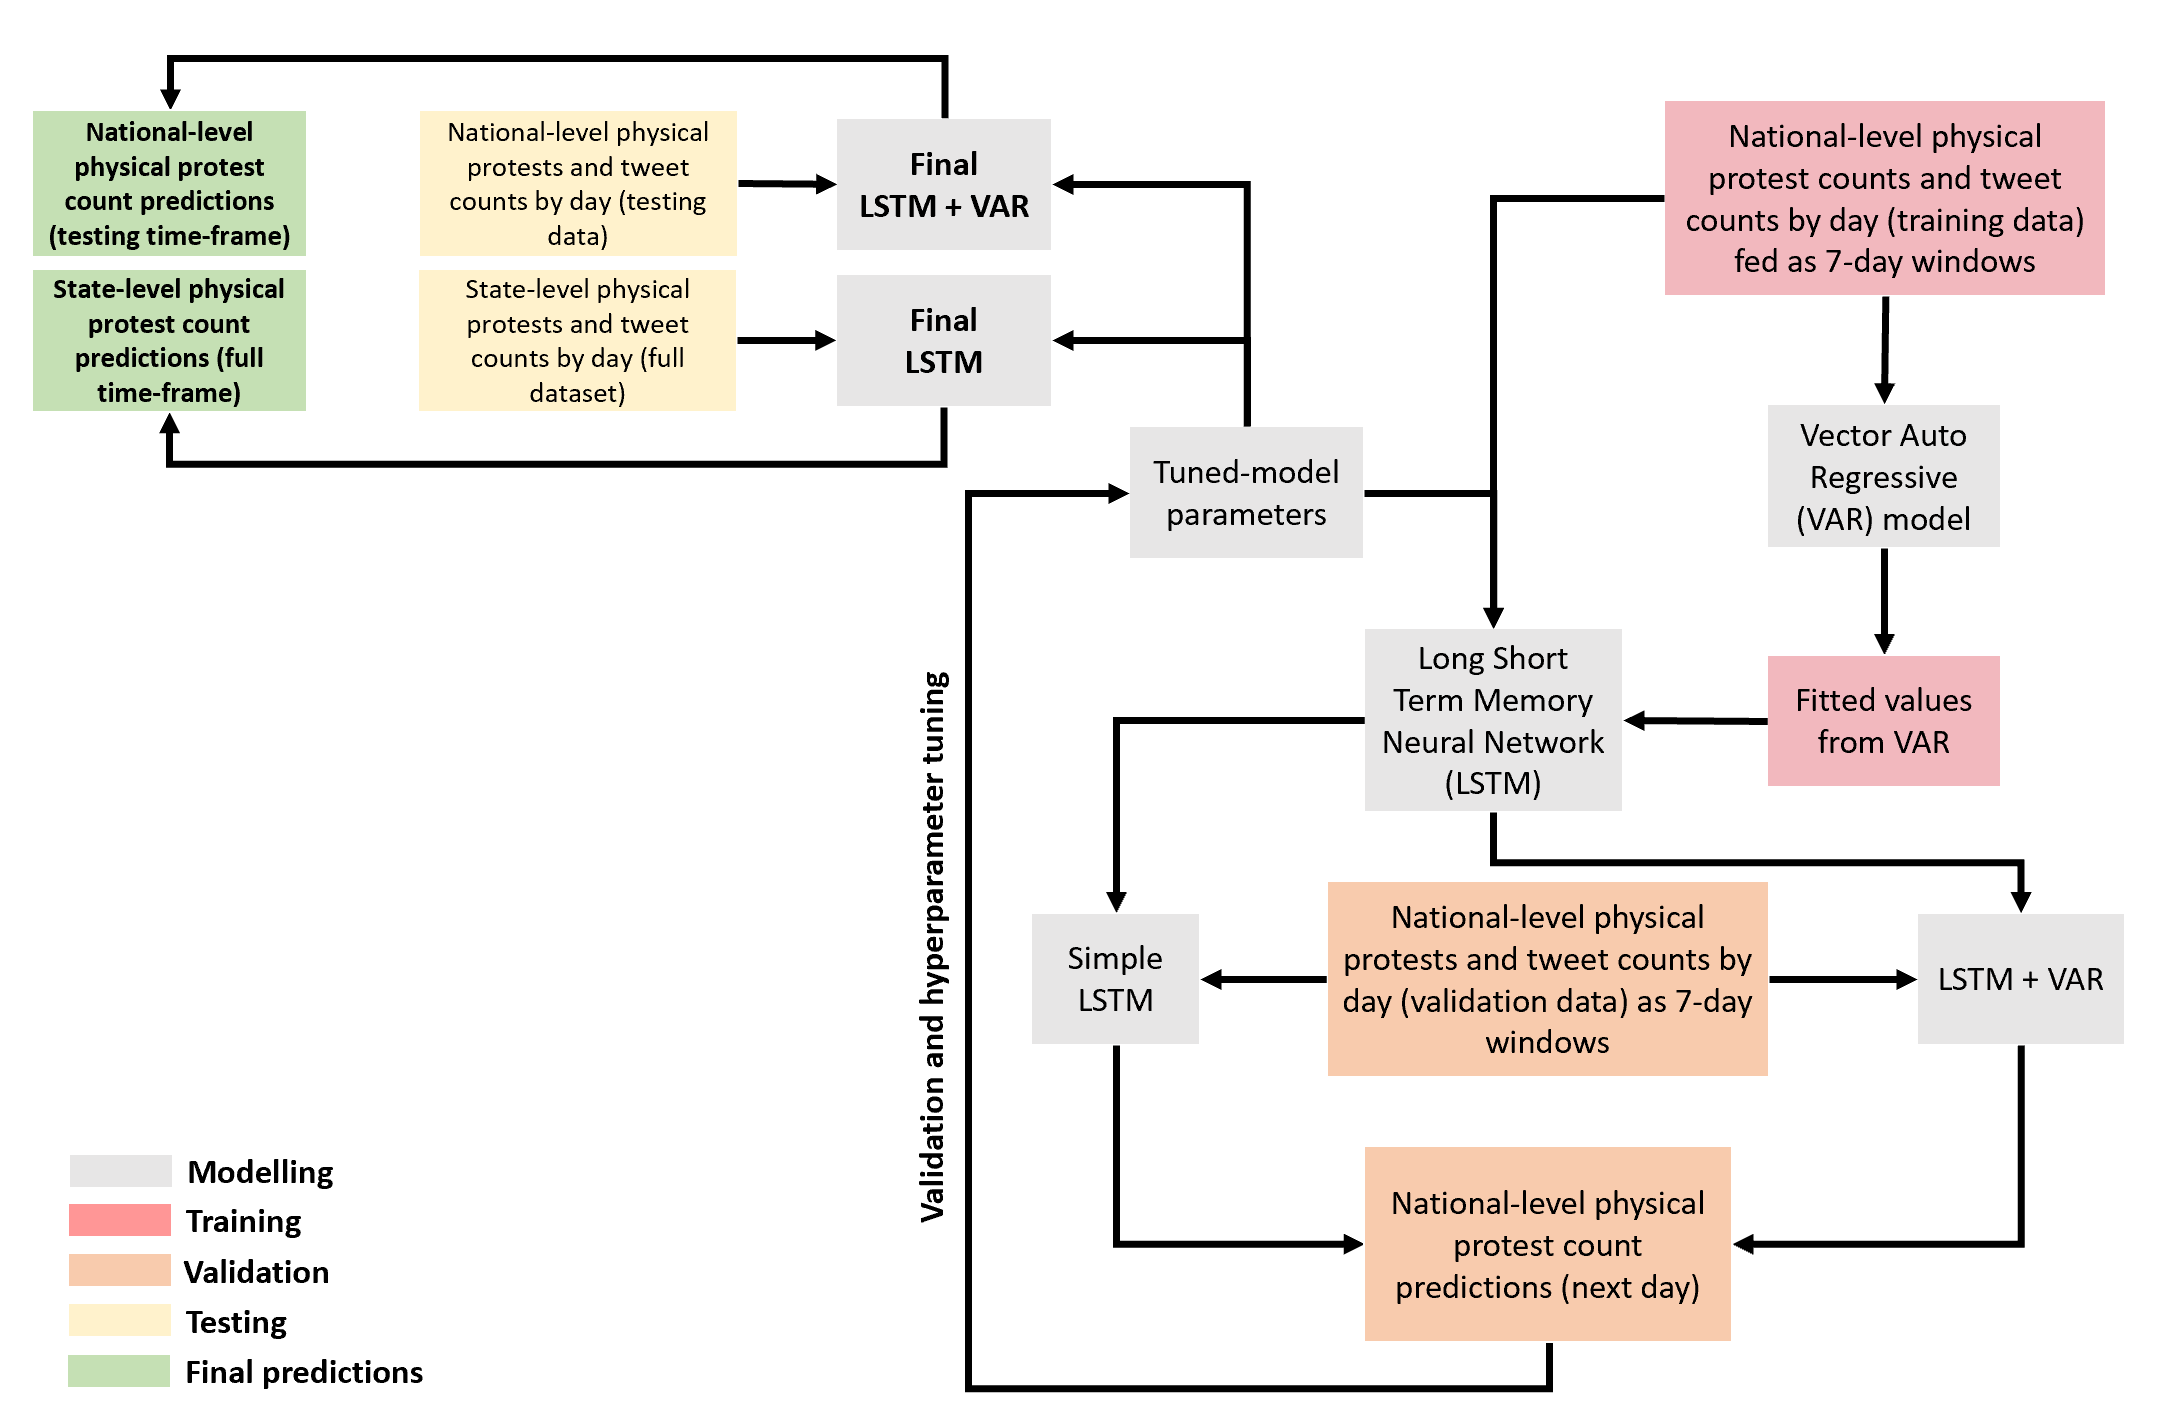 National-level
physical protest
count predictions
(testing time-frame)
National-level physical
protests and tweet
counts by day (testing
data)
Final
LSTM + VAR
National-level physical
protest counts and tweet
counts by day (training data)
fed as 7-day windows
State-level physical
protest count
predictions (full
time-frame)
State-level physical
protests and tweet
counts by day (full
dataset)
Final
LSTM
Tuned-model
parameters
Vector Auto
Regressive
(VAR) model
Long Short
Term Memory
Neural Network
(LSTM)
Fitted values
from VAR
Validation and hyperparameter tuning
Simple
LSTM
National-level physical
protests and tweet counts by
day (validation data) as 7-day
windows
LSTM + VAR
National-level physical
protest count
predictions (next day)
Modelling
Training
Validation
Testing
Final predictions